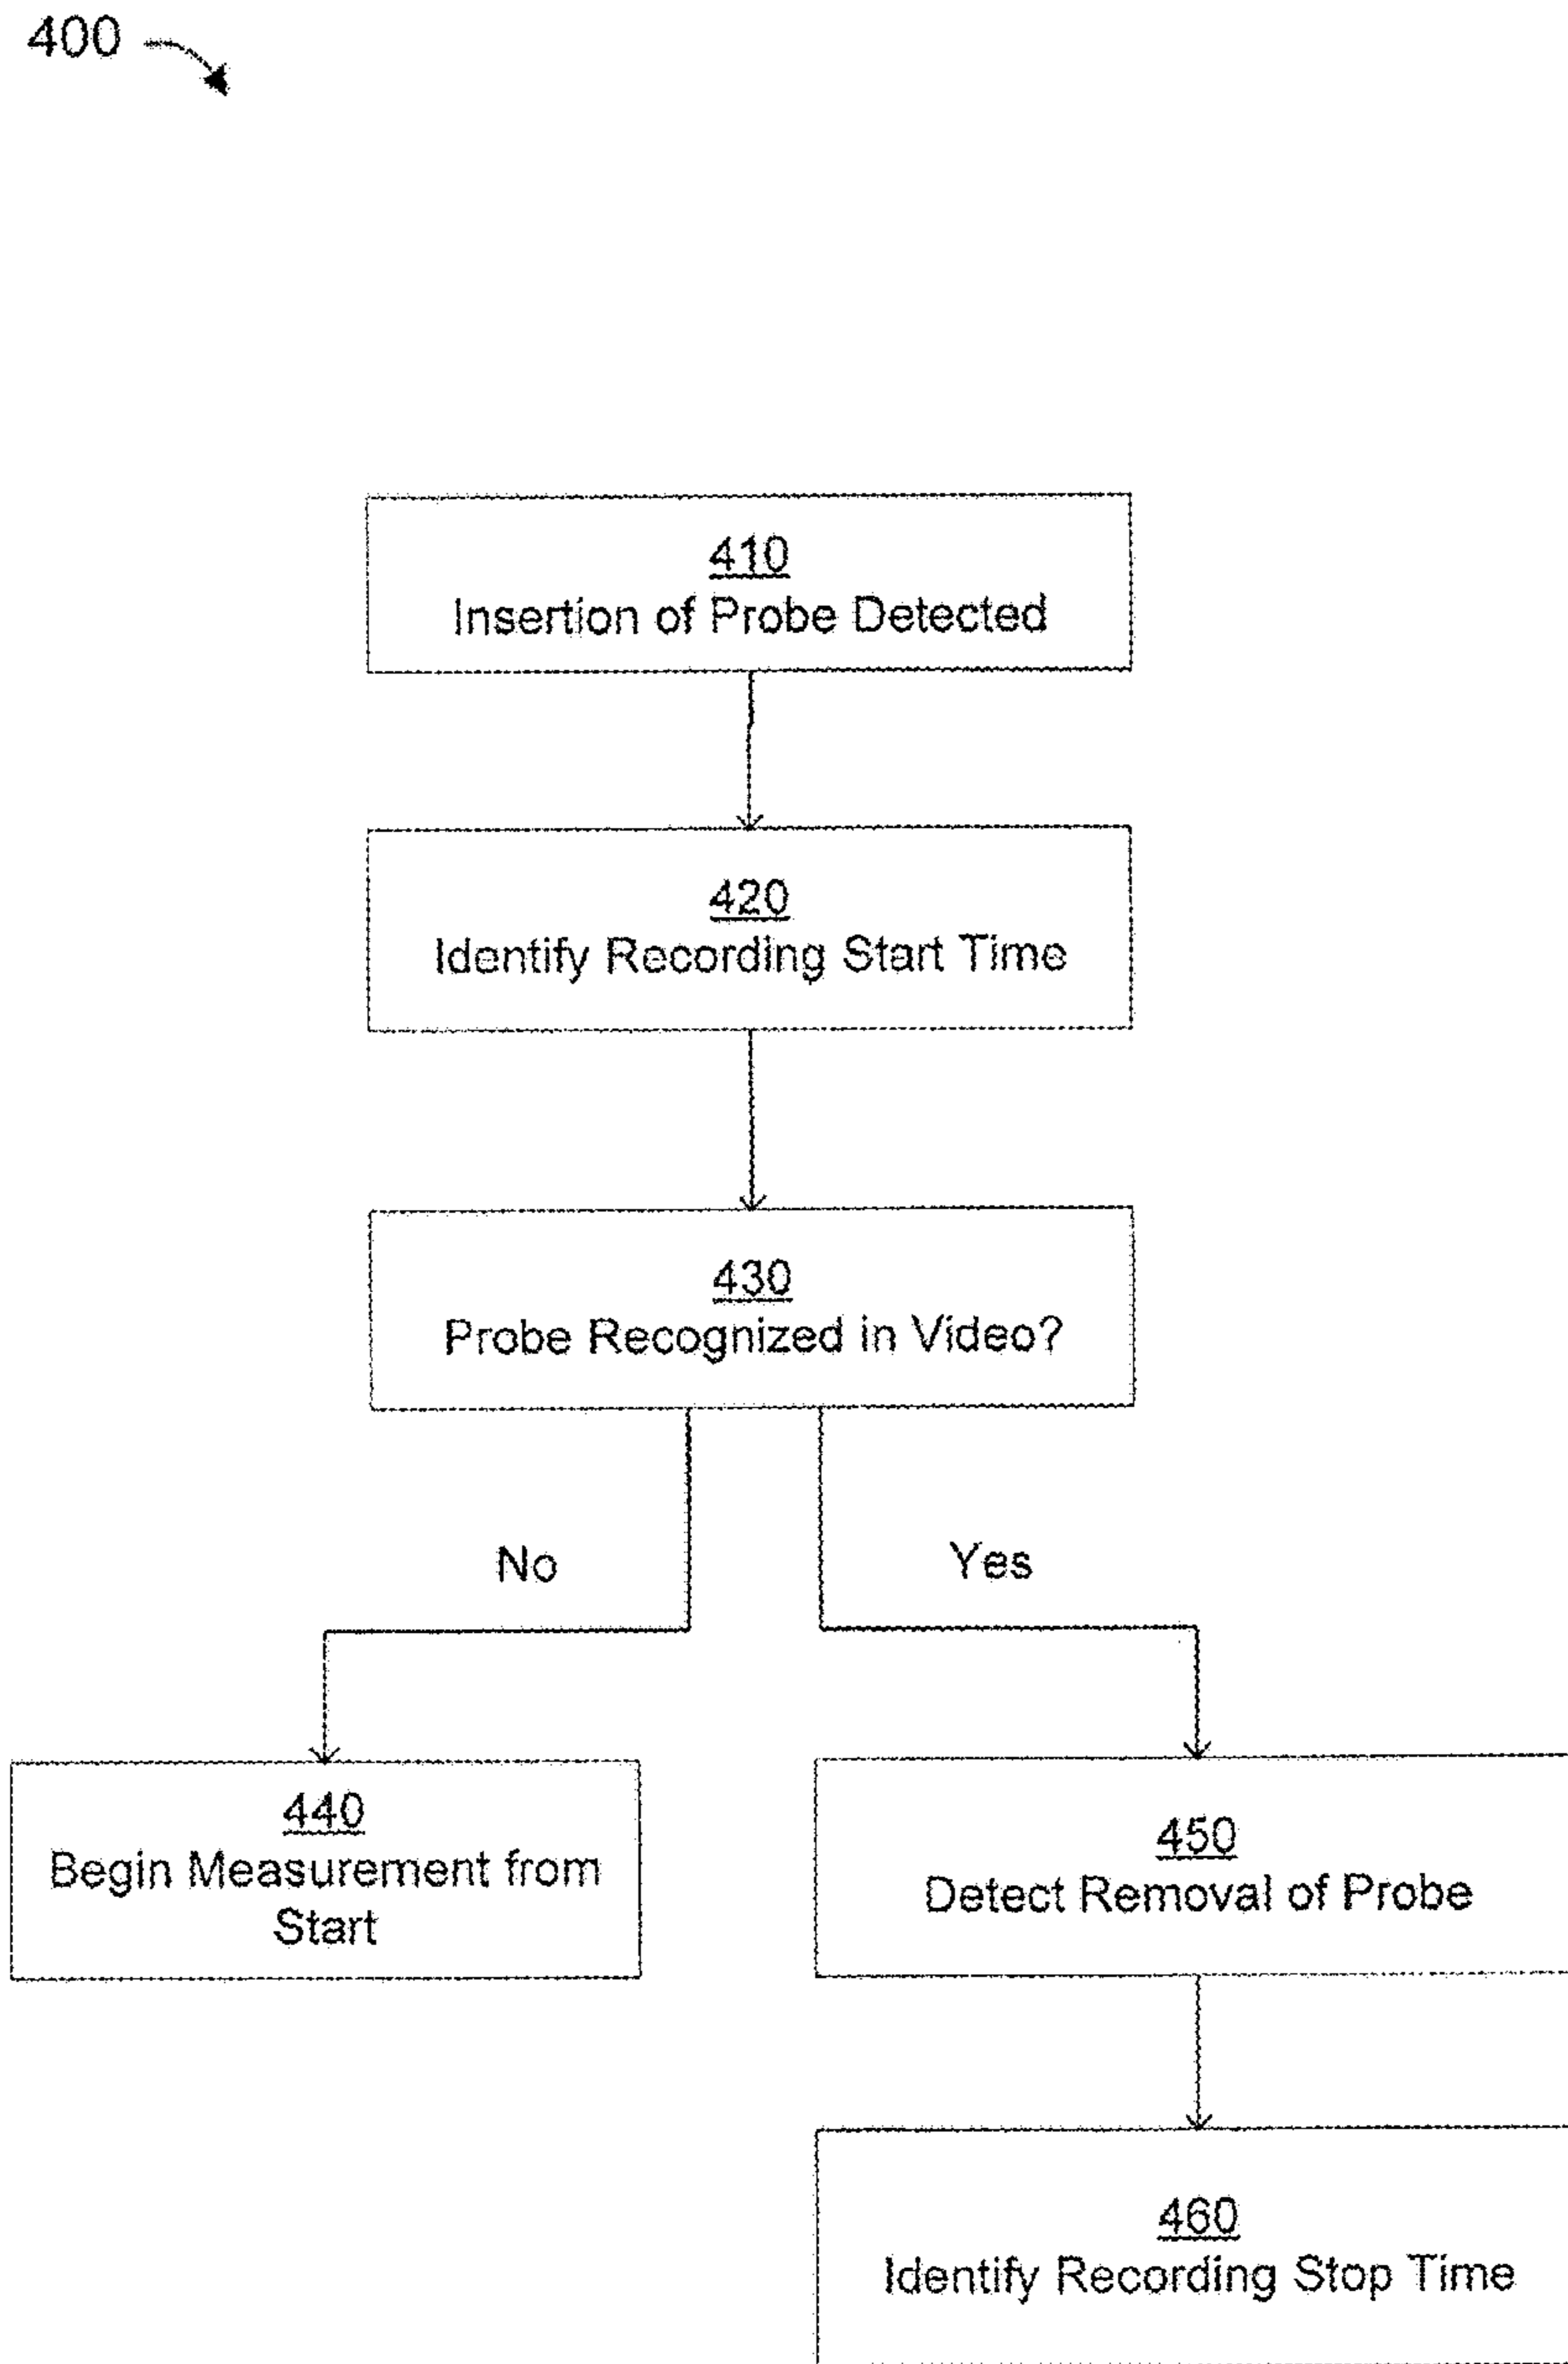 400
410
Insertion of Probe Detected
420
Identify Recording Start Time
430
Probe Recognized in Video?
No
Yes
440
Begin Measurement from
Start
450
Detect Removal of Probe
460
Identify Recording Stop Time